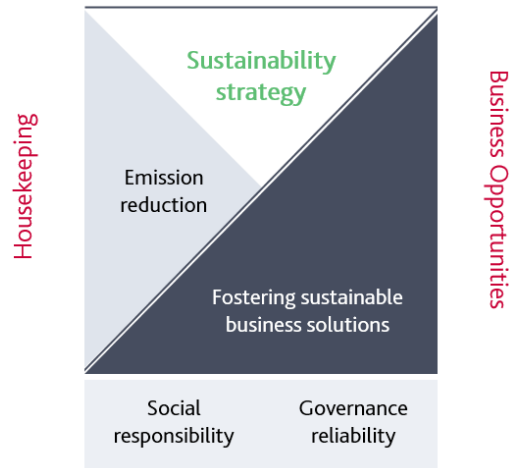 Sustainability
strategy
Housekeeping
Business Opportunities
Emission
reduction
Fostering sustainable
business solutions
Social
responsibility
Governance
reliability